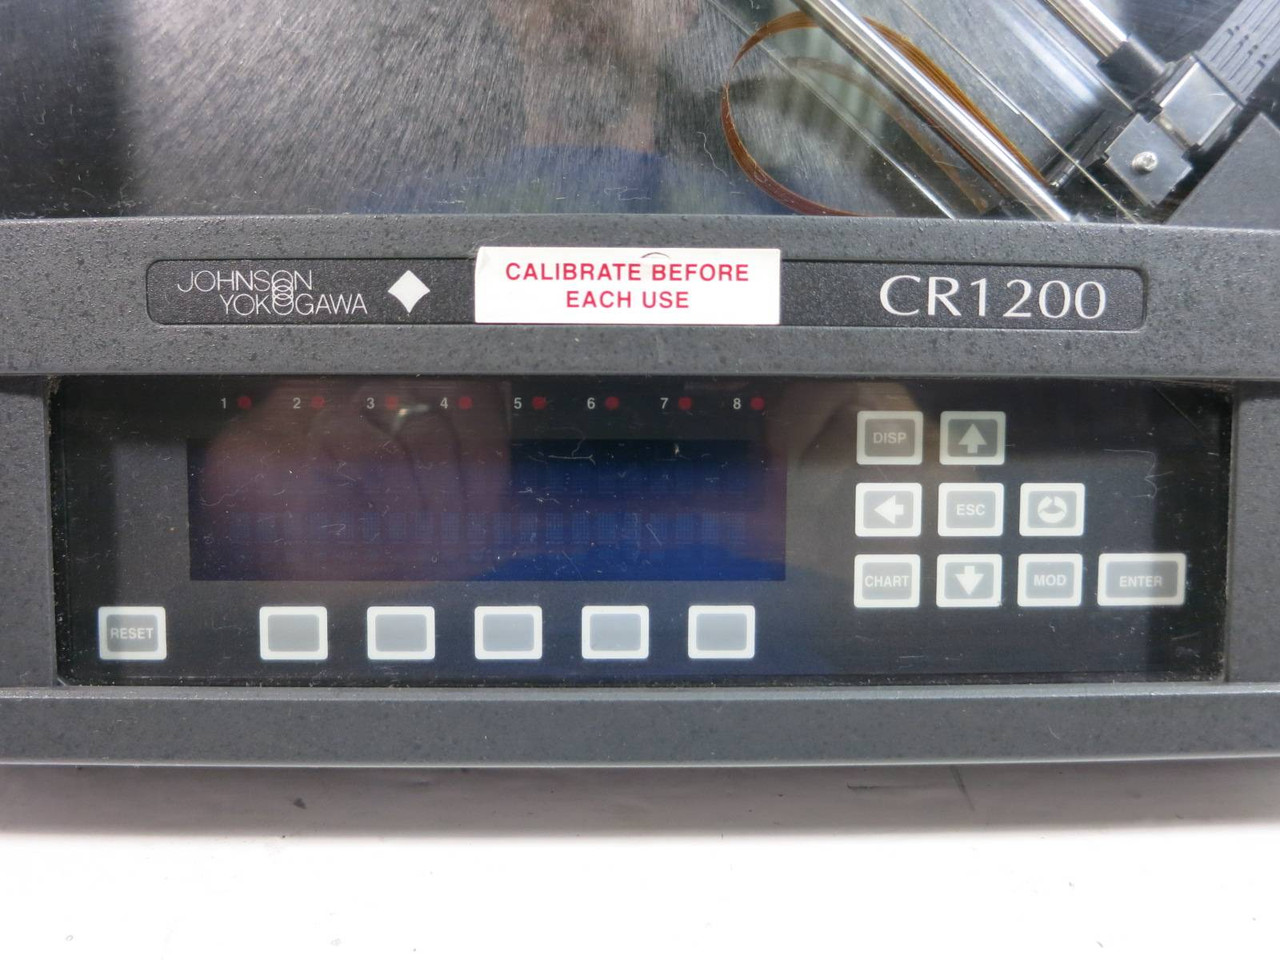 JOHNSON
YOKOGAWA
CALIBRATE BEFORE
EACH USE
CR1200
1 2 3 4 5 6 7 8
DISP
ESC
CHART
MOD
ENTER
RESET